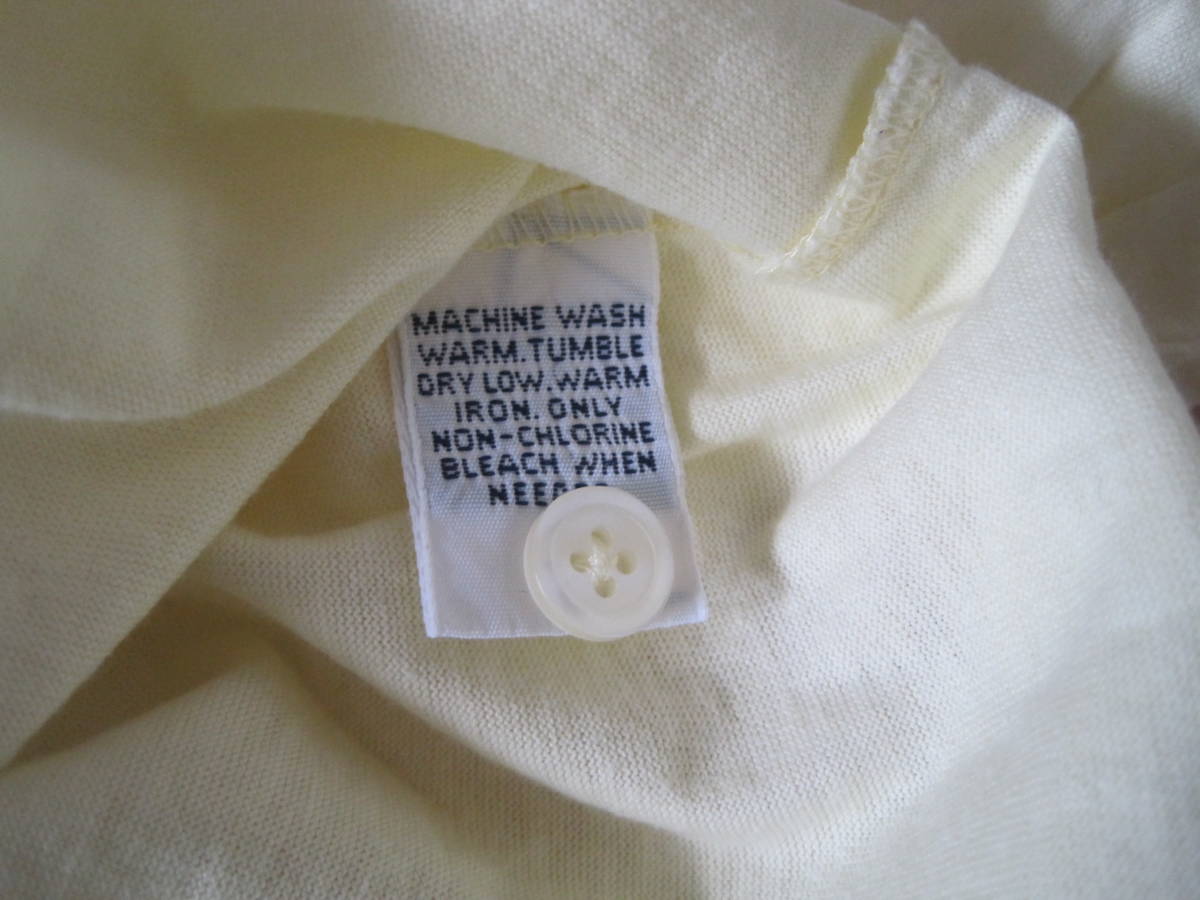 MACHINE WASH
WARM.TUMBLE
DRY LOW.WARM
IRON. ONLY
NON-CHLORINE
BLEACH WHEN